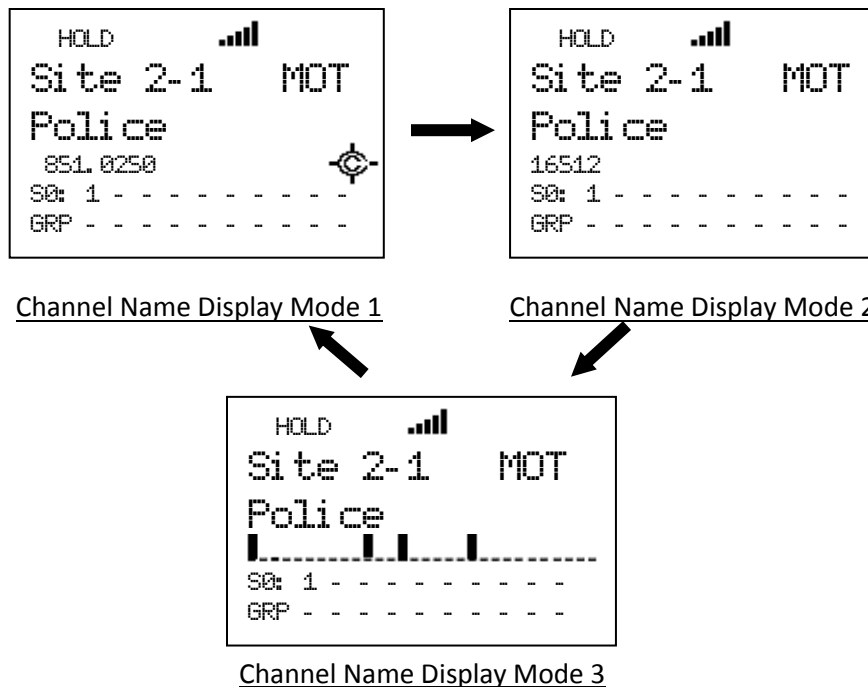 HOLD
Site 2-1 MOT
Police
851.0250 C
S0: 1 - - - - - - - - -
GRP - - - - - - - - - -
Channel Name Display Mode 1
HOLD
Site 2-1 MOT
Police
16512
S0: 1 - - - - - - - - -
GRP - - - - - - - - - -
Channel Name Display Mode 2
HOLD
Site 2-1 MOT
Police
S0: 1 - - - - - - - - -
GRP - - - - - - - - - -
Channel Name Display Mode 3